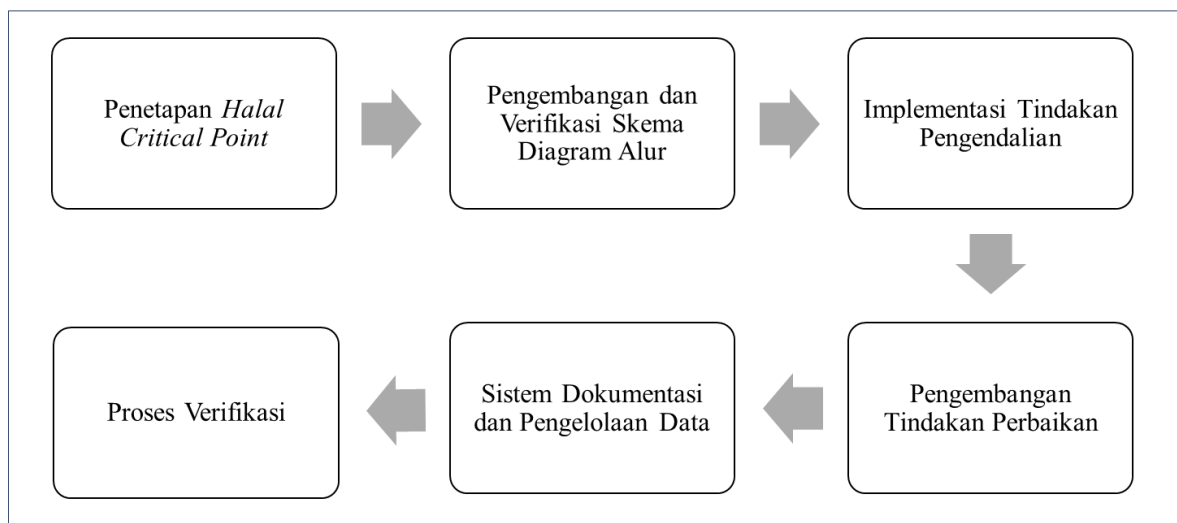 Penetapan Halal
Critical Point
Pengembangan dan
Verifikasi Skema
Diagram Alur
Implementasi Tindakan
Pengendalian
Pengembangan
Tindakan Perbaikan
Sistem Dokumentasi
dan Pengelolaan Data
Proses Verifikasi